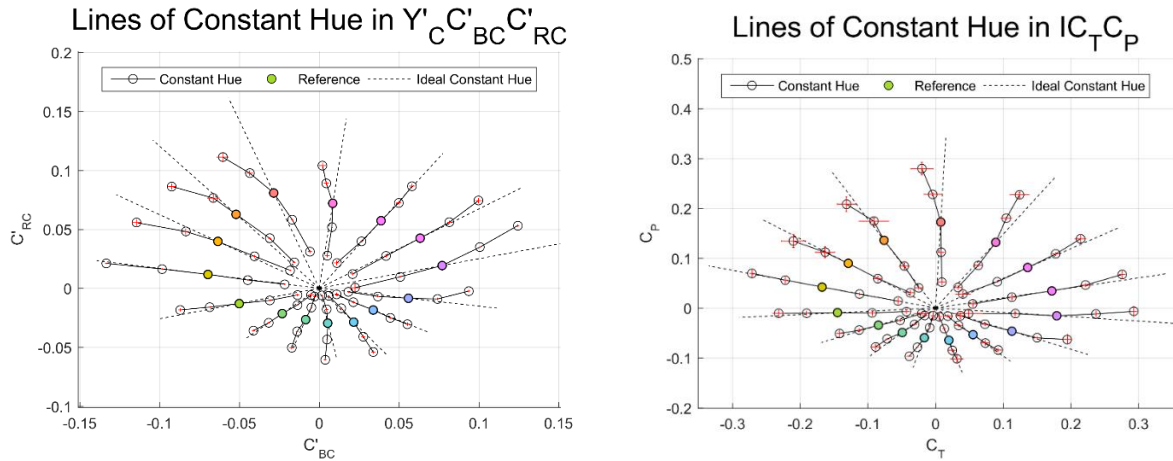 Lines of Constant Hue in Y'CC'BCC'RC
Constant Hue Reference Ideal Constant Hue
0.2
0.15
0.1
0.05
0
-0.05
-0.1
C'RC
-0.15 -0.1 -0.05 0 0.05 0.1 0.15
C'BC
Lines of Constant Hue in ICTCP
Constant Hue Reference Ideal Constant Hue
0.5
0.4
0.3
0.2
0.1
0
-0.1
-0.2
CP
-0.3 -0.2 -0.1 0 0.1 0.2 0.3
CT